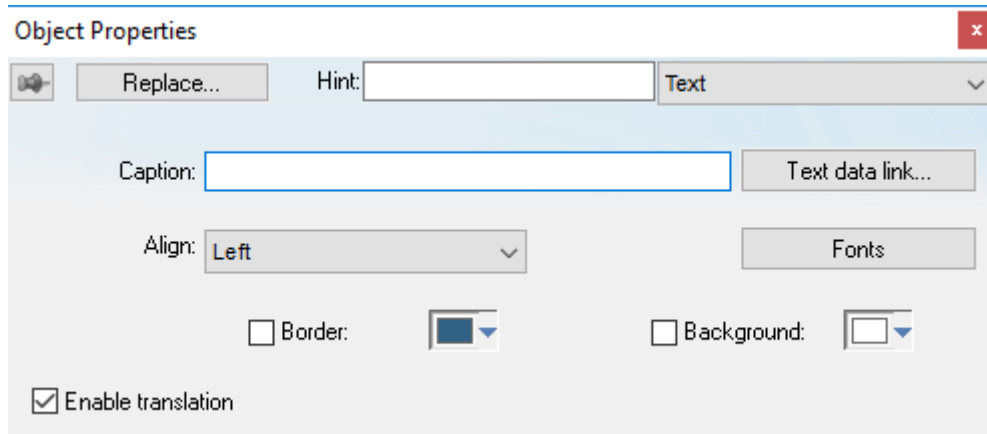 Object Properties x
Replace... Hint: Text
Caption: Text data link...
Align: Left Fonts
Border: Background:
Enable translation